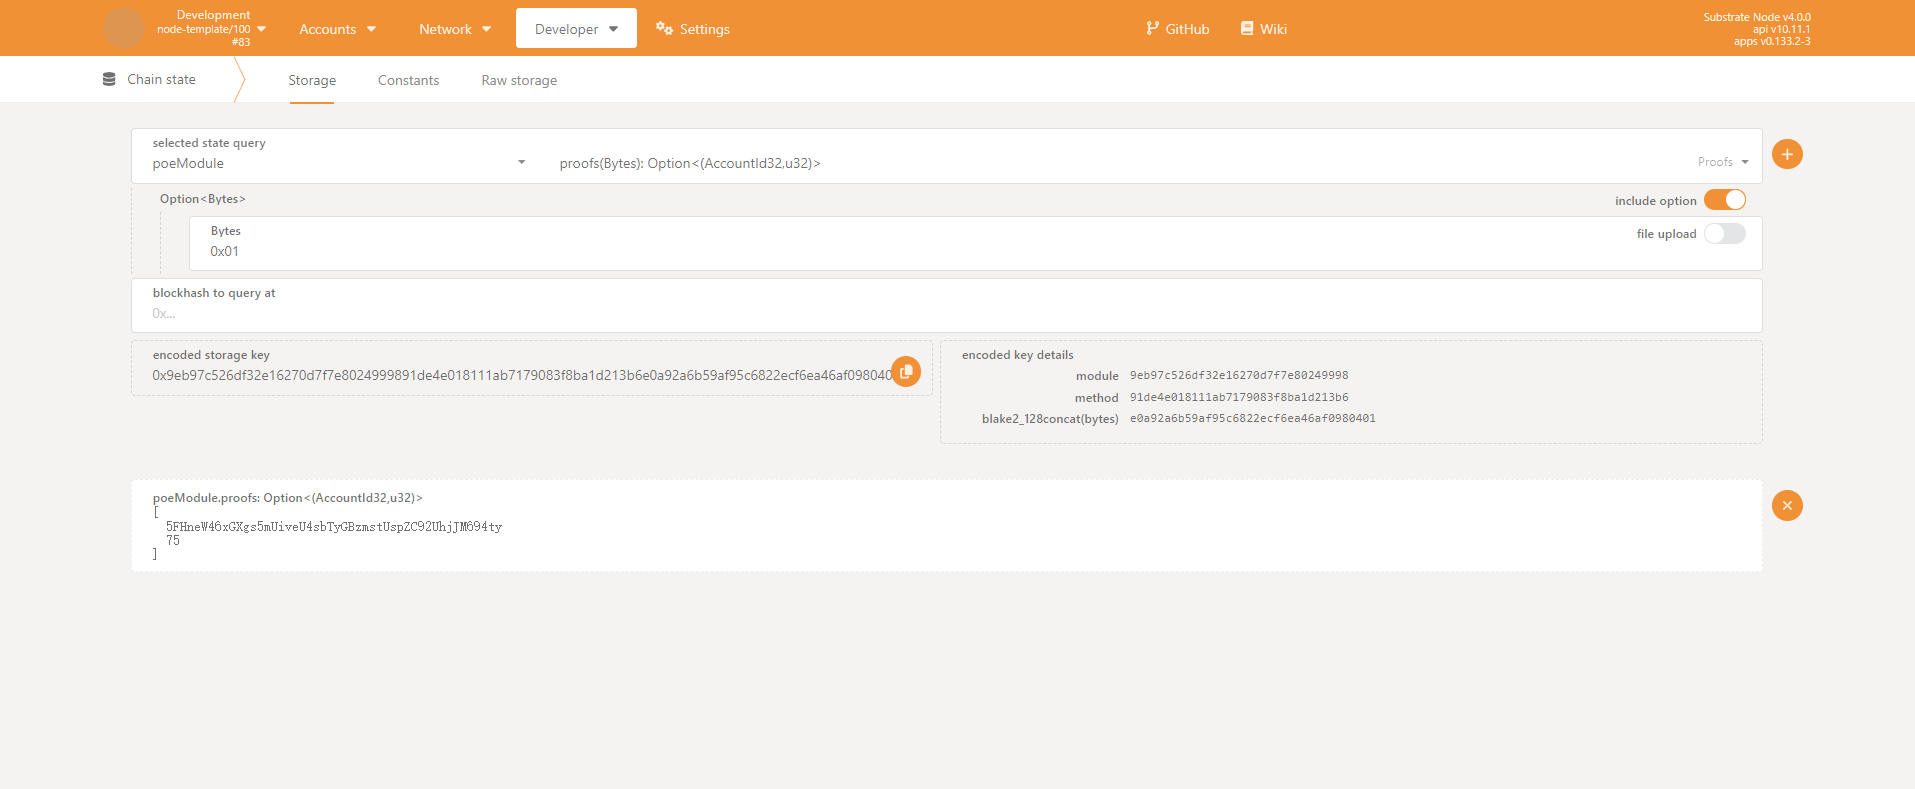 Development
node-template/100
#83
Accounts
Network
Developer
Settings
GitHub
Wiki
Substrate Node v4.0.0
api v10.11.1
apps v0.133.2-3
Chain state
Storage
Constants
Raw storage
selected state query
poeModule
proofs(Bytes): Option<(AccountId32,u32)>
Proofs
Option<Bytes>
include option
Bytes
0x01
file upload
blockhash to query at
0x...
encoded storage key
0x9eb97c526df32e16270d7f7e8024999891de4e018111ab7179083f8ba1d213b6e0a92a6b59af95c6822ecf6ea46af098040
encoded key details
module 9eb97c526df32e16270d7f7e80249998
method 91de4e018111ab7179083f8ba1d213b6
blake2_128concat(bytes) e0a92a6b59af95c6822ecf6ea46af0980401
poeModule.proofs: Option<(AccountId32,u32)>
[
5FHneW46xGXgs5mUiveU4sbTyGBzmstUspZC92UhjJM694ty
75
]